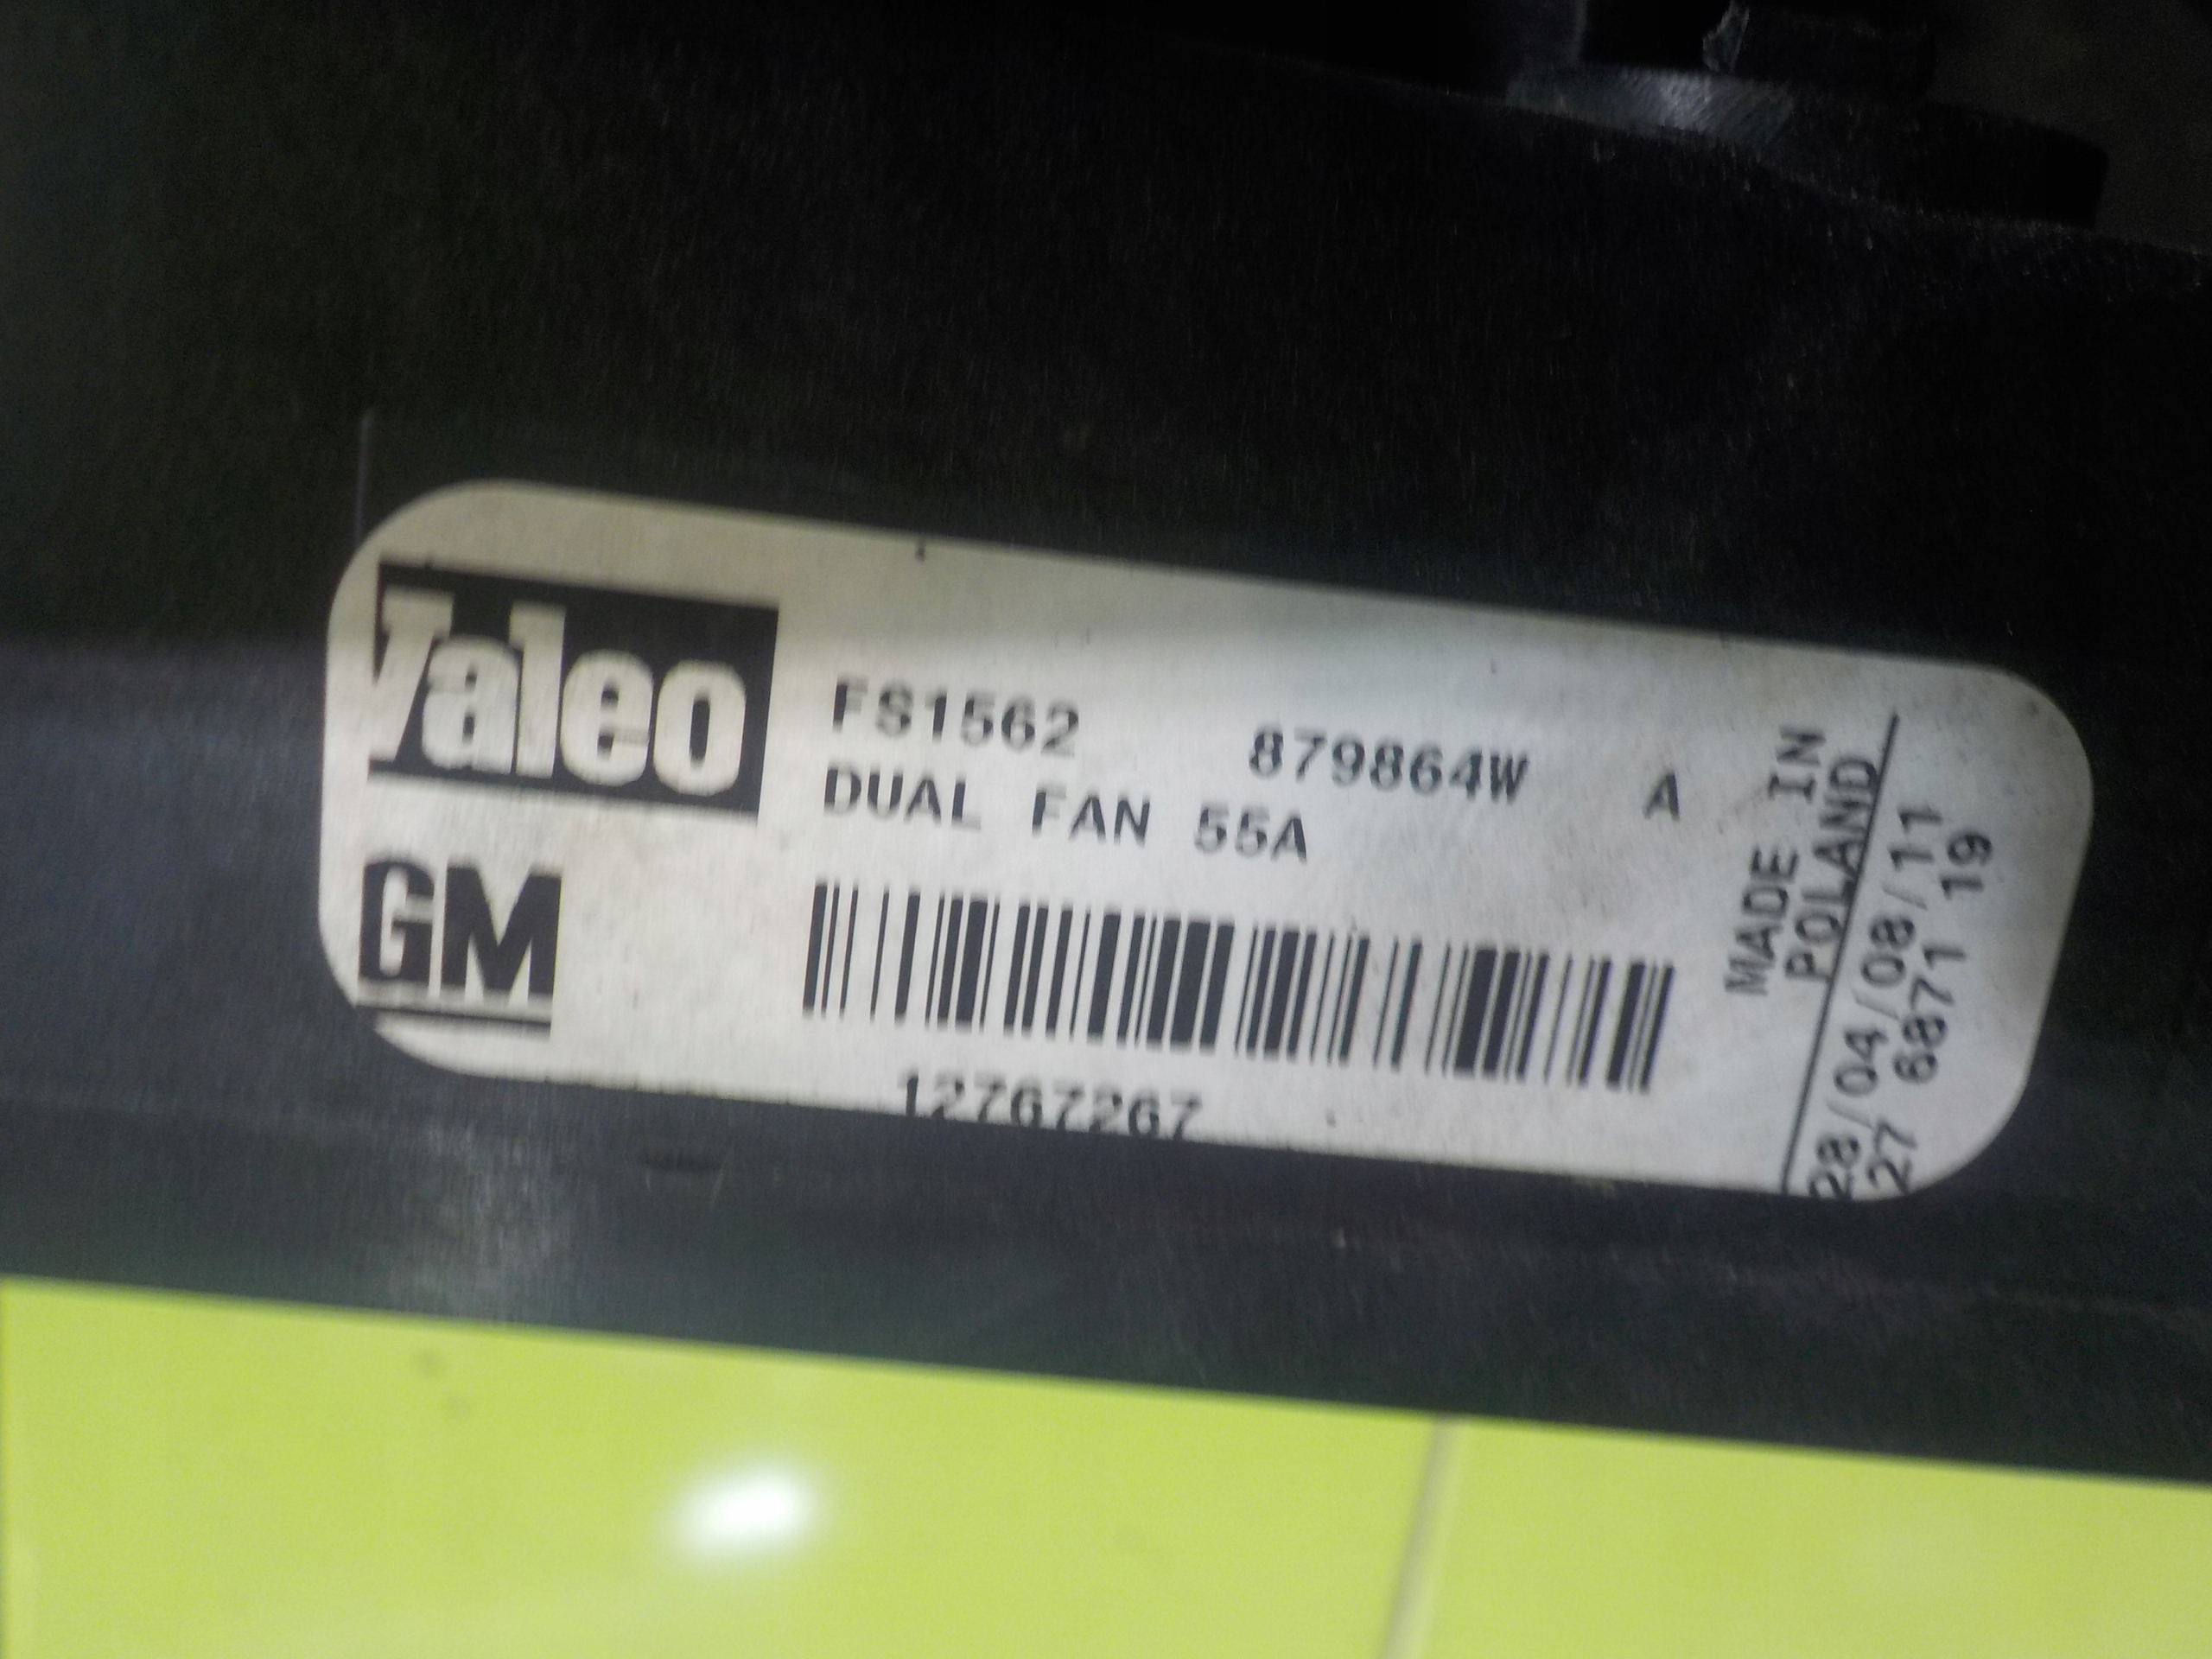 Valeo
FS1562 879864W A
DUAL FAN 55A
GM
12767267
MADE IN
POLAND
28/04/08/11
27 6871 19